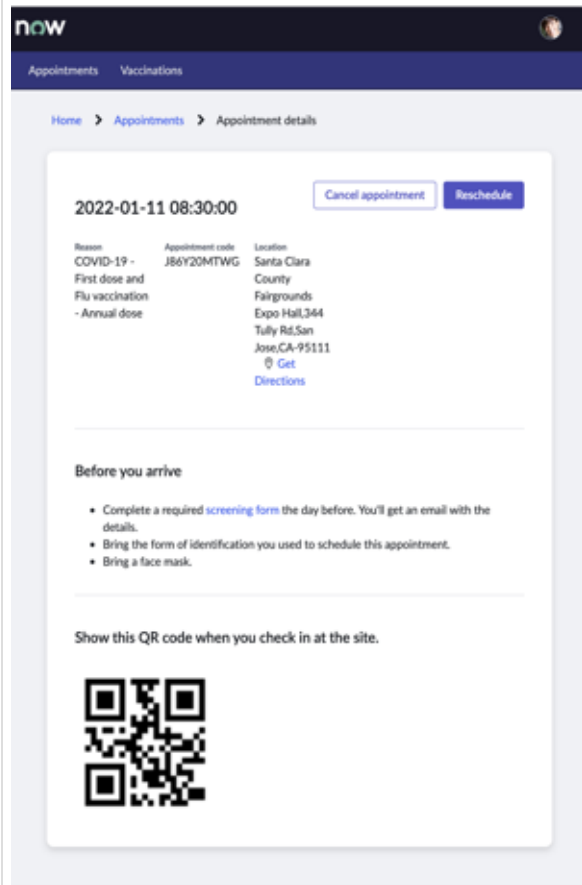 now
Appointments Vaccinations
Home > Appointments > Appointment details
2022-01-11 08:30:00
Cancel appointment
Reschedule
Reason
COVID-19 -
First dose and
Flu vaccination
- Annual dose
Appointment code
J86Y20MTWG
Location
Santa Clara
County
Fairgrounds
Expo Hall,344
Tully Rd,San
Jose,CA-95111
Get
Directions
Before you arrive
• Complete a required screening form the day before. You'll get an email with the
details.
• Bring the form of identification you used to schedule this appointment.
• Bring a face mask.
Show this QR code when you check in at the site.